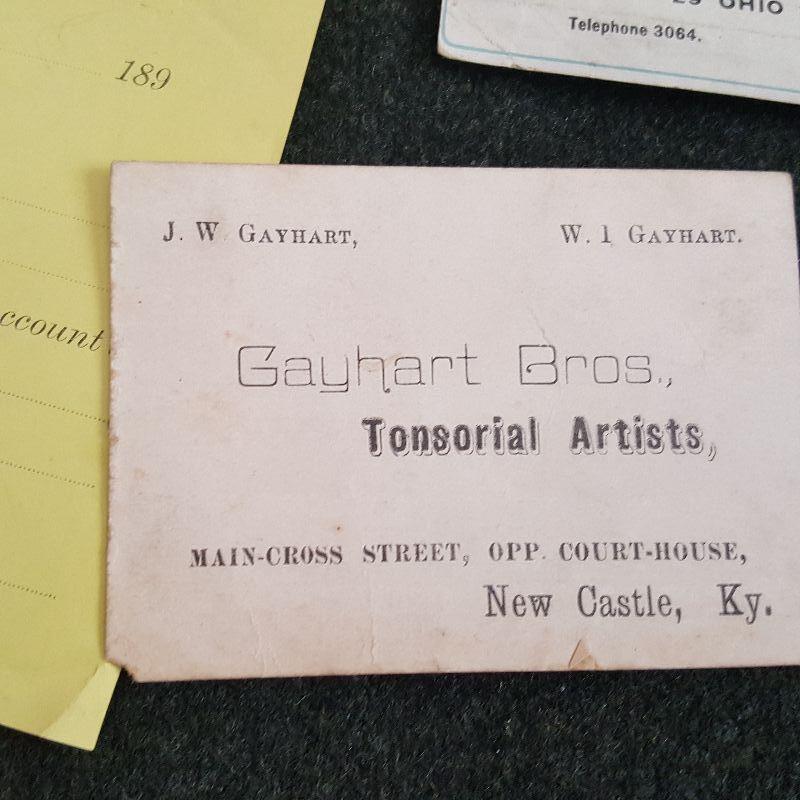 OHIO
Telephone 3064.
189
ccount
J. W GAYHART, W. I GAYHART.
Gayhart Bros.,
Tonsorial Artists,
MAIN-CROSS STREET, OPP. COURT-HOUSE,
New Castle, Ky.